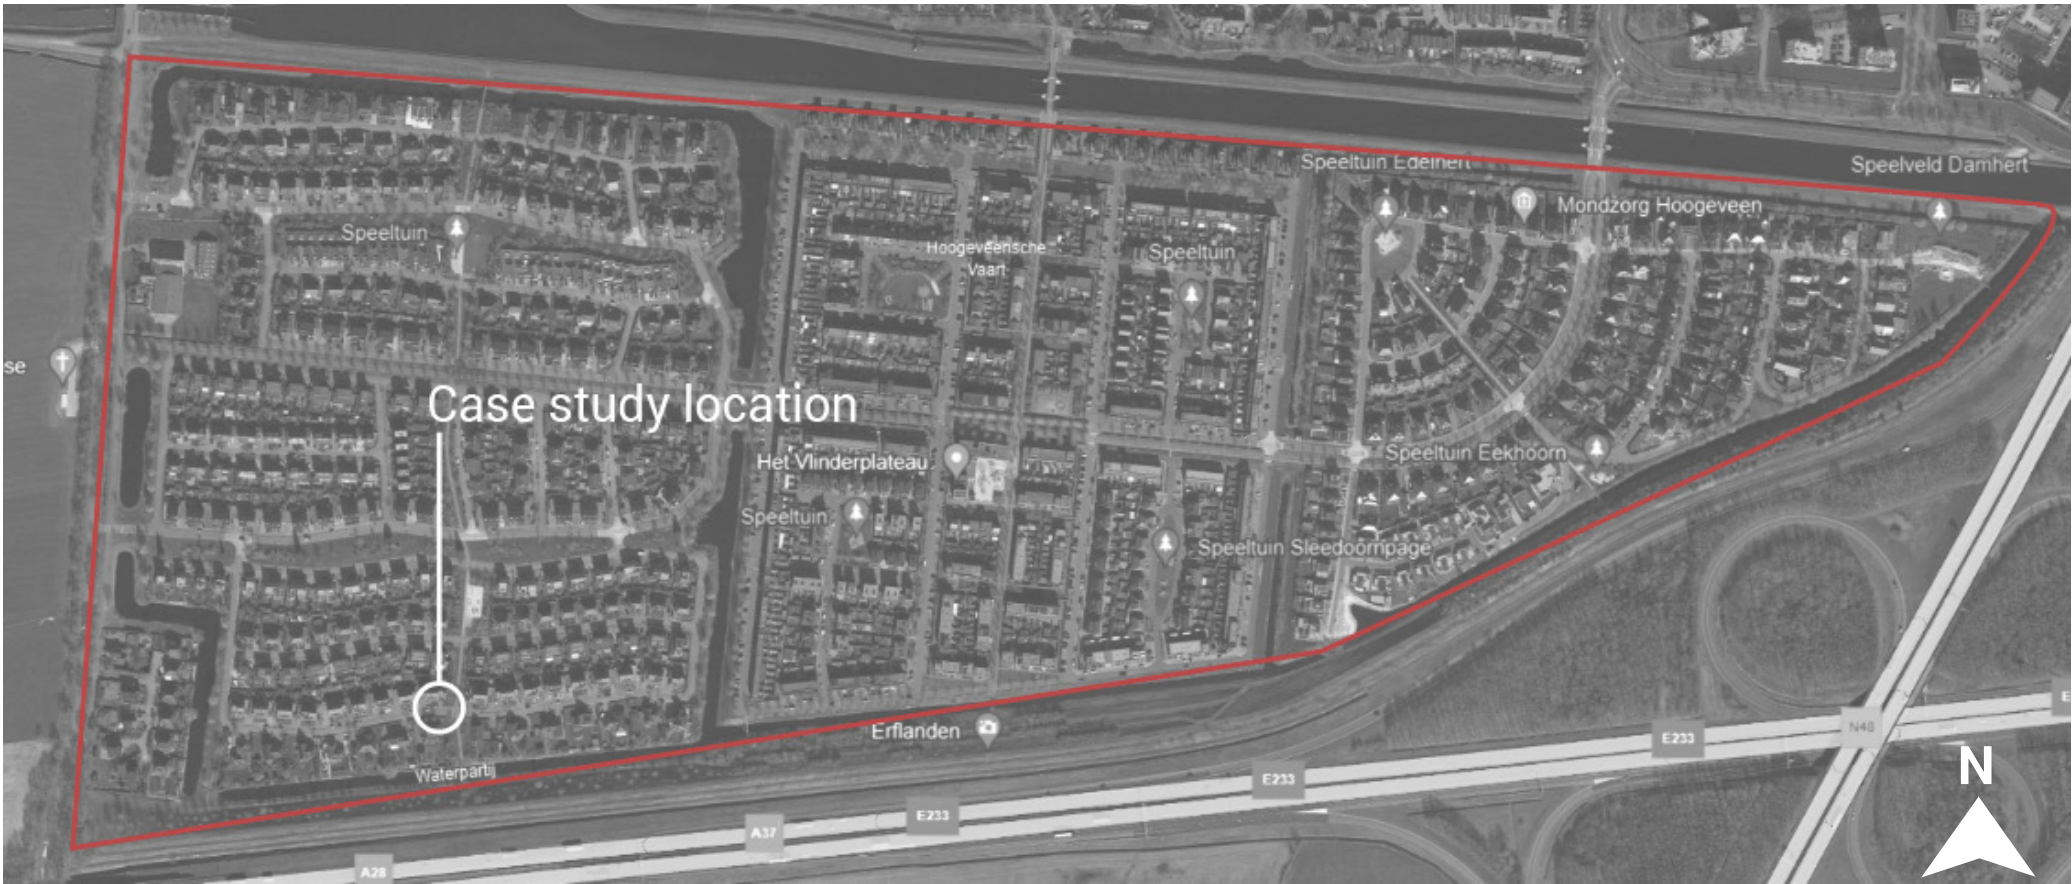 Speeltuin Edelhert
Speelveld Damhert
Mondzorg Hoogeveen
Speeltuin
Hoogeveensche
Vaart
Speeltuin
se
Case study location
Het Vlinderplateau
Speeltuin Eekhoorn
Speeltuin
Speeltuin Sleedoornpage
Erflanden
Waterpartij
E233
N48
E233
E233
A37
A28
E
N